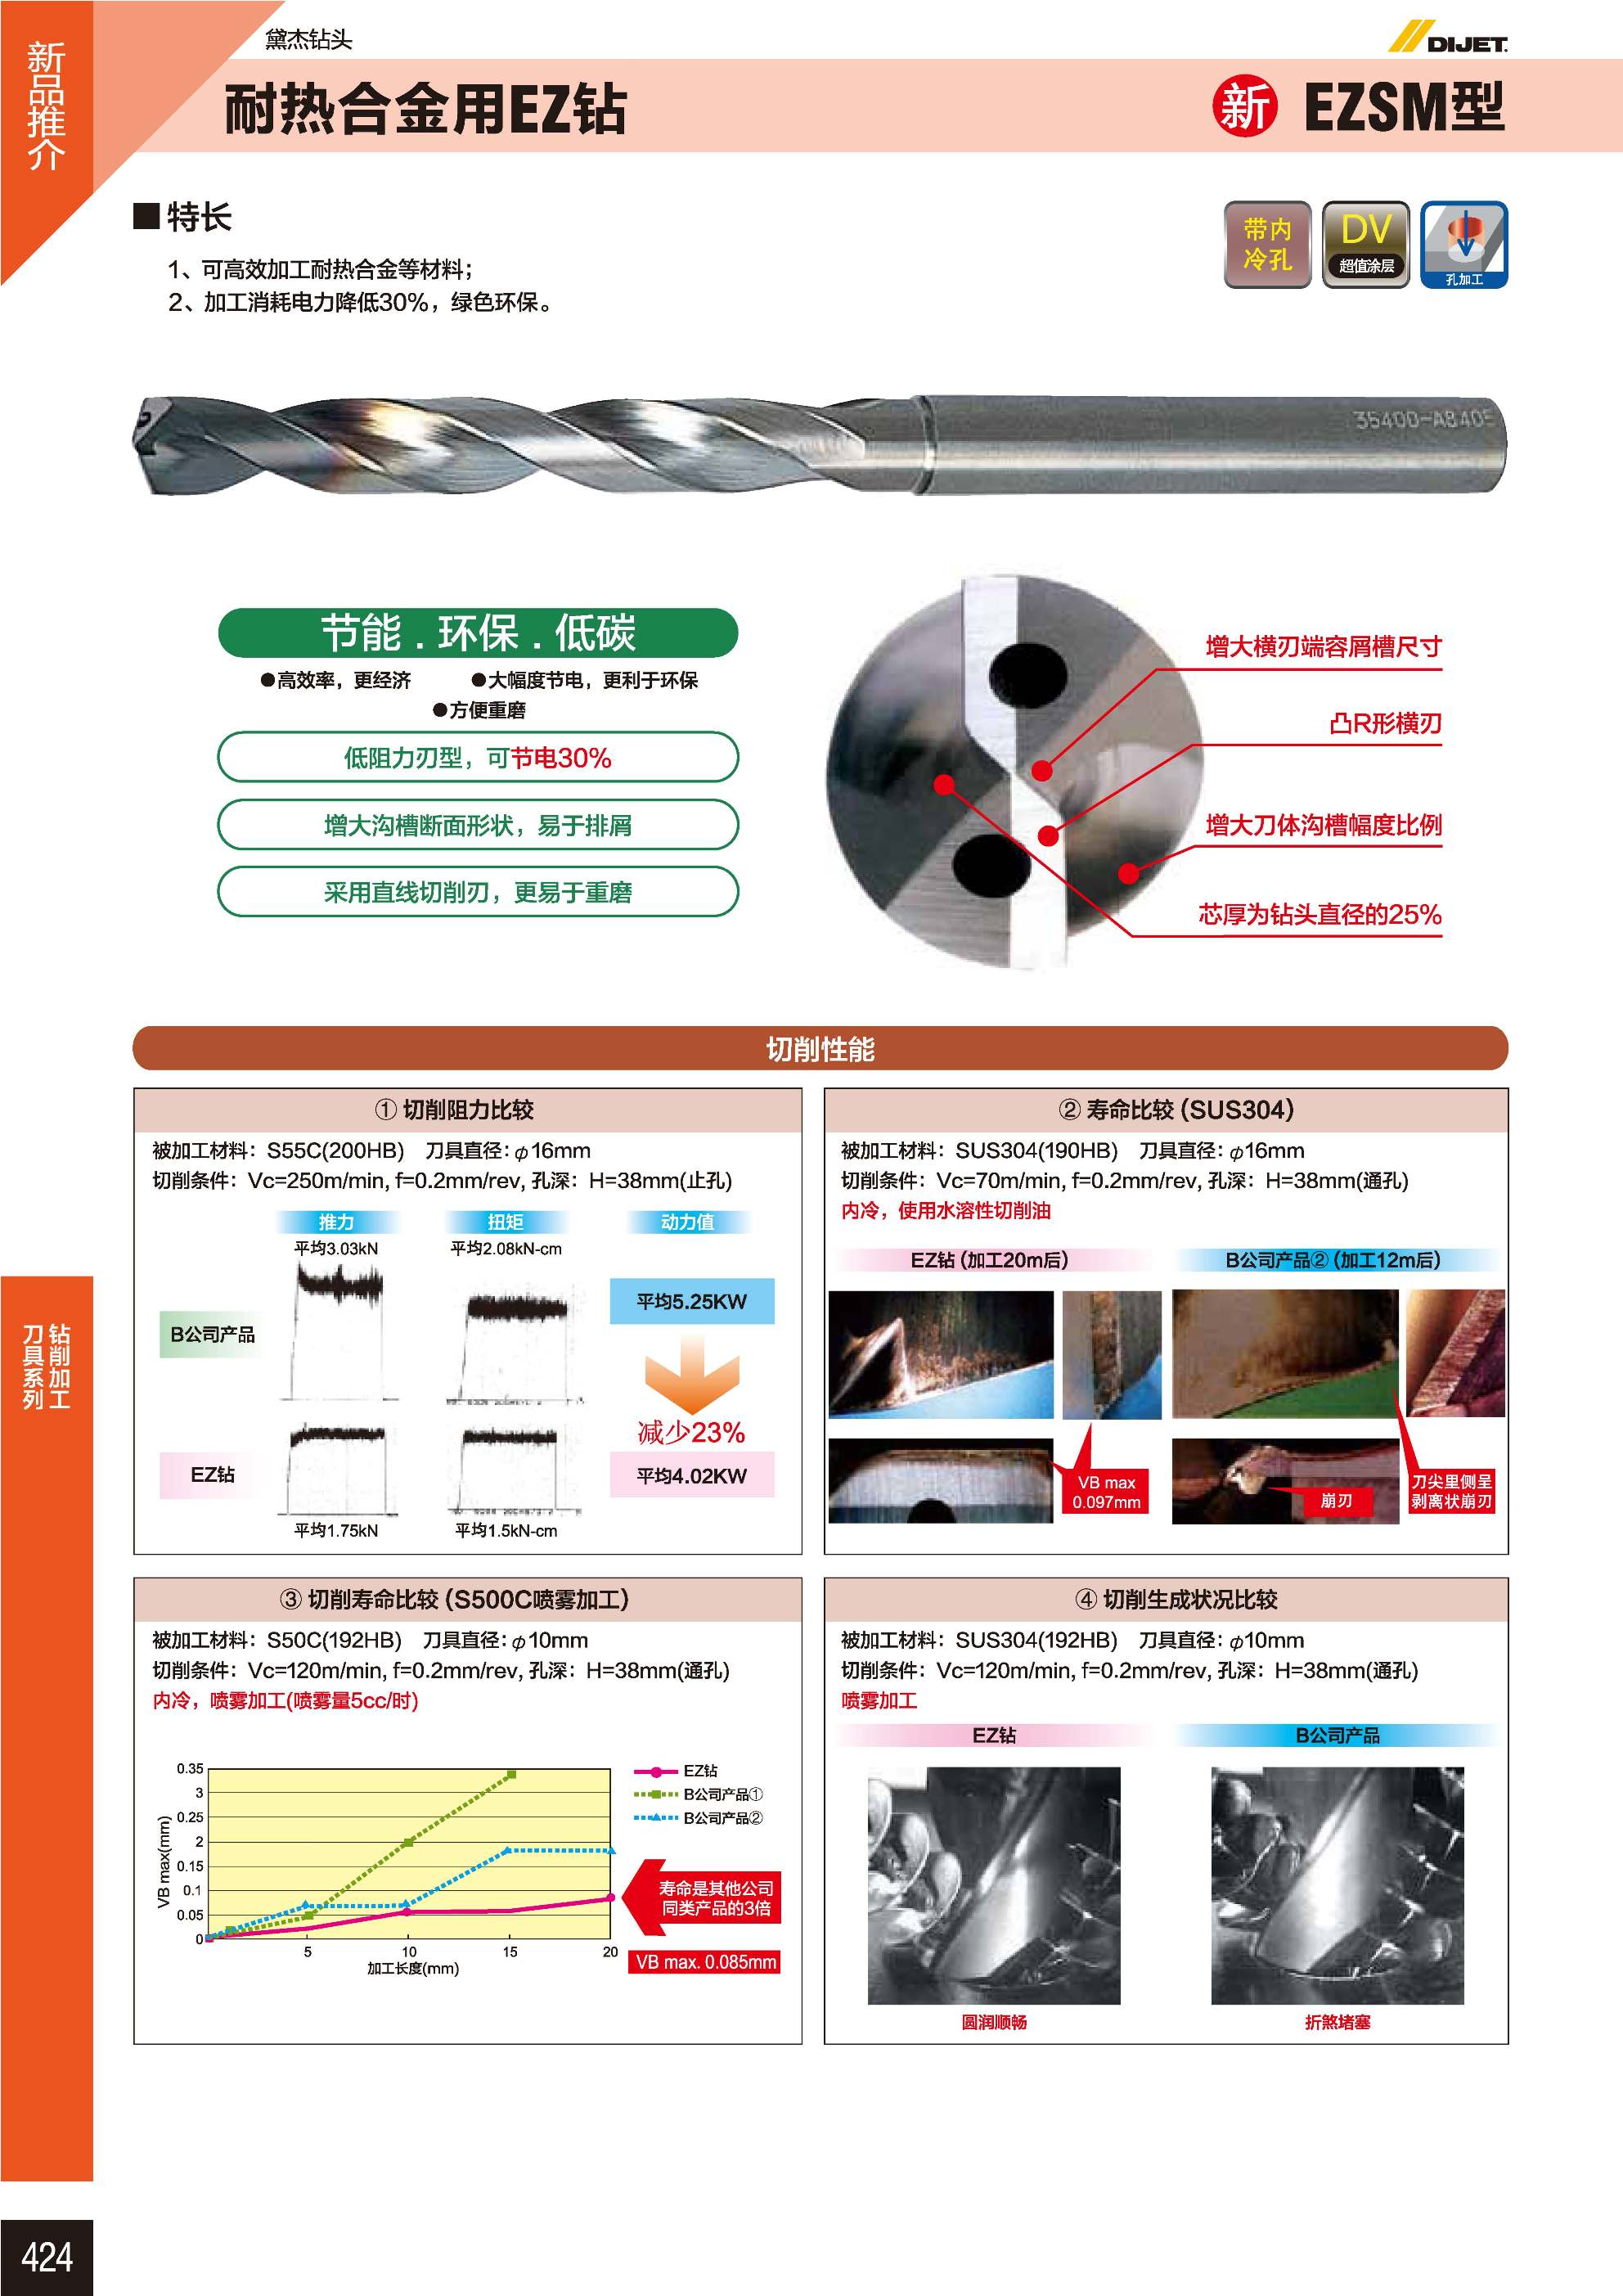 新品推介
黛杰钻头
DIJET
耐热合金用EZ钻
新 EZSM型
■特长
1、可高效加工耐热合金等材料；
2、加工消耗电力降低30%，绿色环保。
带内
冷孔
DV
超值涂层
孔加工
35400-A840
节能.环保.低碳
●高效率，更经济 ●大幅度节电，更利于环保
●方便重磨
低阻力刃型，可节电30%
增大沟槽断面形状，易于排屑
采用直线切削刃，更易于重磨
增大横刃端容屑槽尺寸
凸R形横刃
增大刀体沟槽幅度比例
芯厚为钻头直径的25%
切削性能
① 切削阻力比较
被加工材料：S55C(200HB) 刀具直径：φ16mm
切削条件：Vc=250m/min, f=0.2mm/rev, 孔深：H=38mm(止孔)
推力 扭矩 动力值
平均3.03kN 平均2.08kN-cm
B公司产品
平均5.25KW
减少23%
EZ钻
平均4.02KW
平均1.75kN 平均1.5kN-cm
② 寿命比较（SUS304）
被加工材料：SUS304(190HB) 刀具直径：φ16mm
切削条件：Vc=70m/min, f=0.2mm/rev, 孔深：H=38mm(通孔)
内冷，使用水溶性切削油
EZ钻（加工20m后） B公司产品②（加工12m后）
VB max
0.097mm
崩刃
刀尖里侧呈
剥离状崩刃
③ 切削寿命比较（S500C喷雾加工）
被加工材料：S50C(192HB) 刀具直径：φ10mm
切削条件：Vc=120m/min, f=0.2mm/rev, 孔深：H=38mm(通孔)
内冷，喷雾加工(喷雾量5cc/时)
VB max(mm)
0.35
3
0.25
2
0.15
0.1
0.05
0
5 10 15 20
加工长度(mm)
EZ钻
B公司产品①
B公司产品②
寿命是其他公司
同类产品的3倍
VB max. 0.085mm
④ 切削生成状况比较
被加工材料：SUS304(192HB) 刀具直径：φ10mm
切削条件：Vc=120m/min, f=0.2mm/rev, 孔深：H=38mm(通孔)
喷雾加工
EZ钻 B公司产品
圆润顺畅 折煞堵塞
钻削加工
刀具系列
424